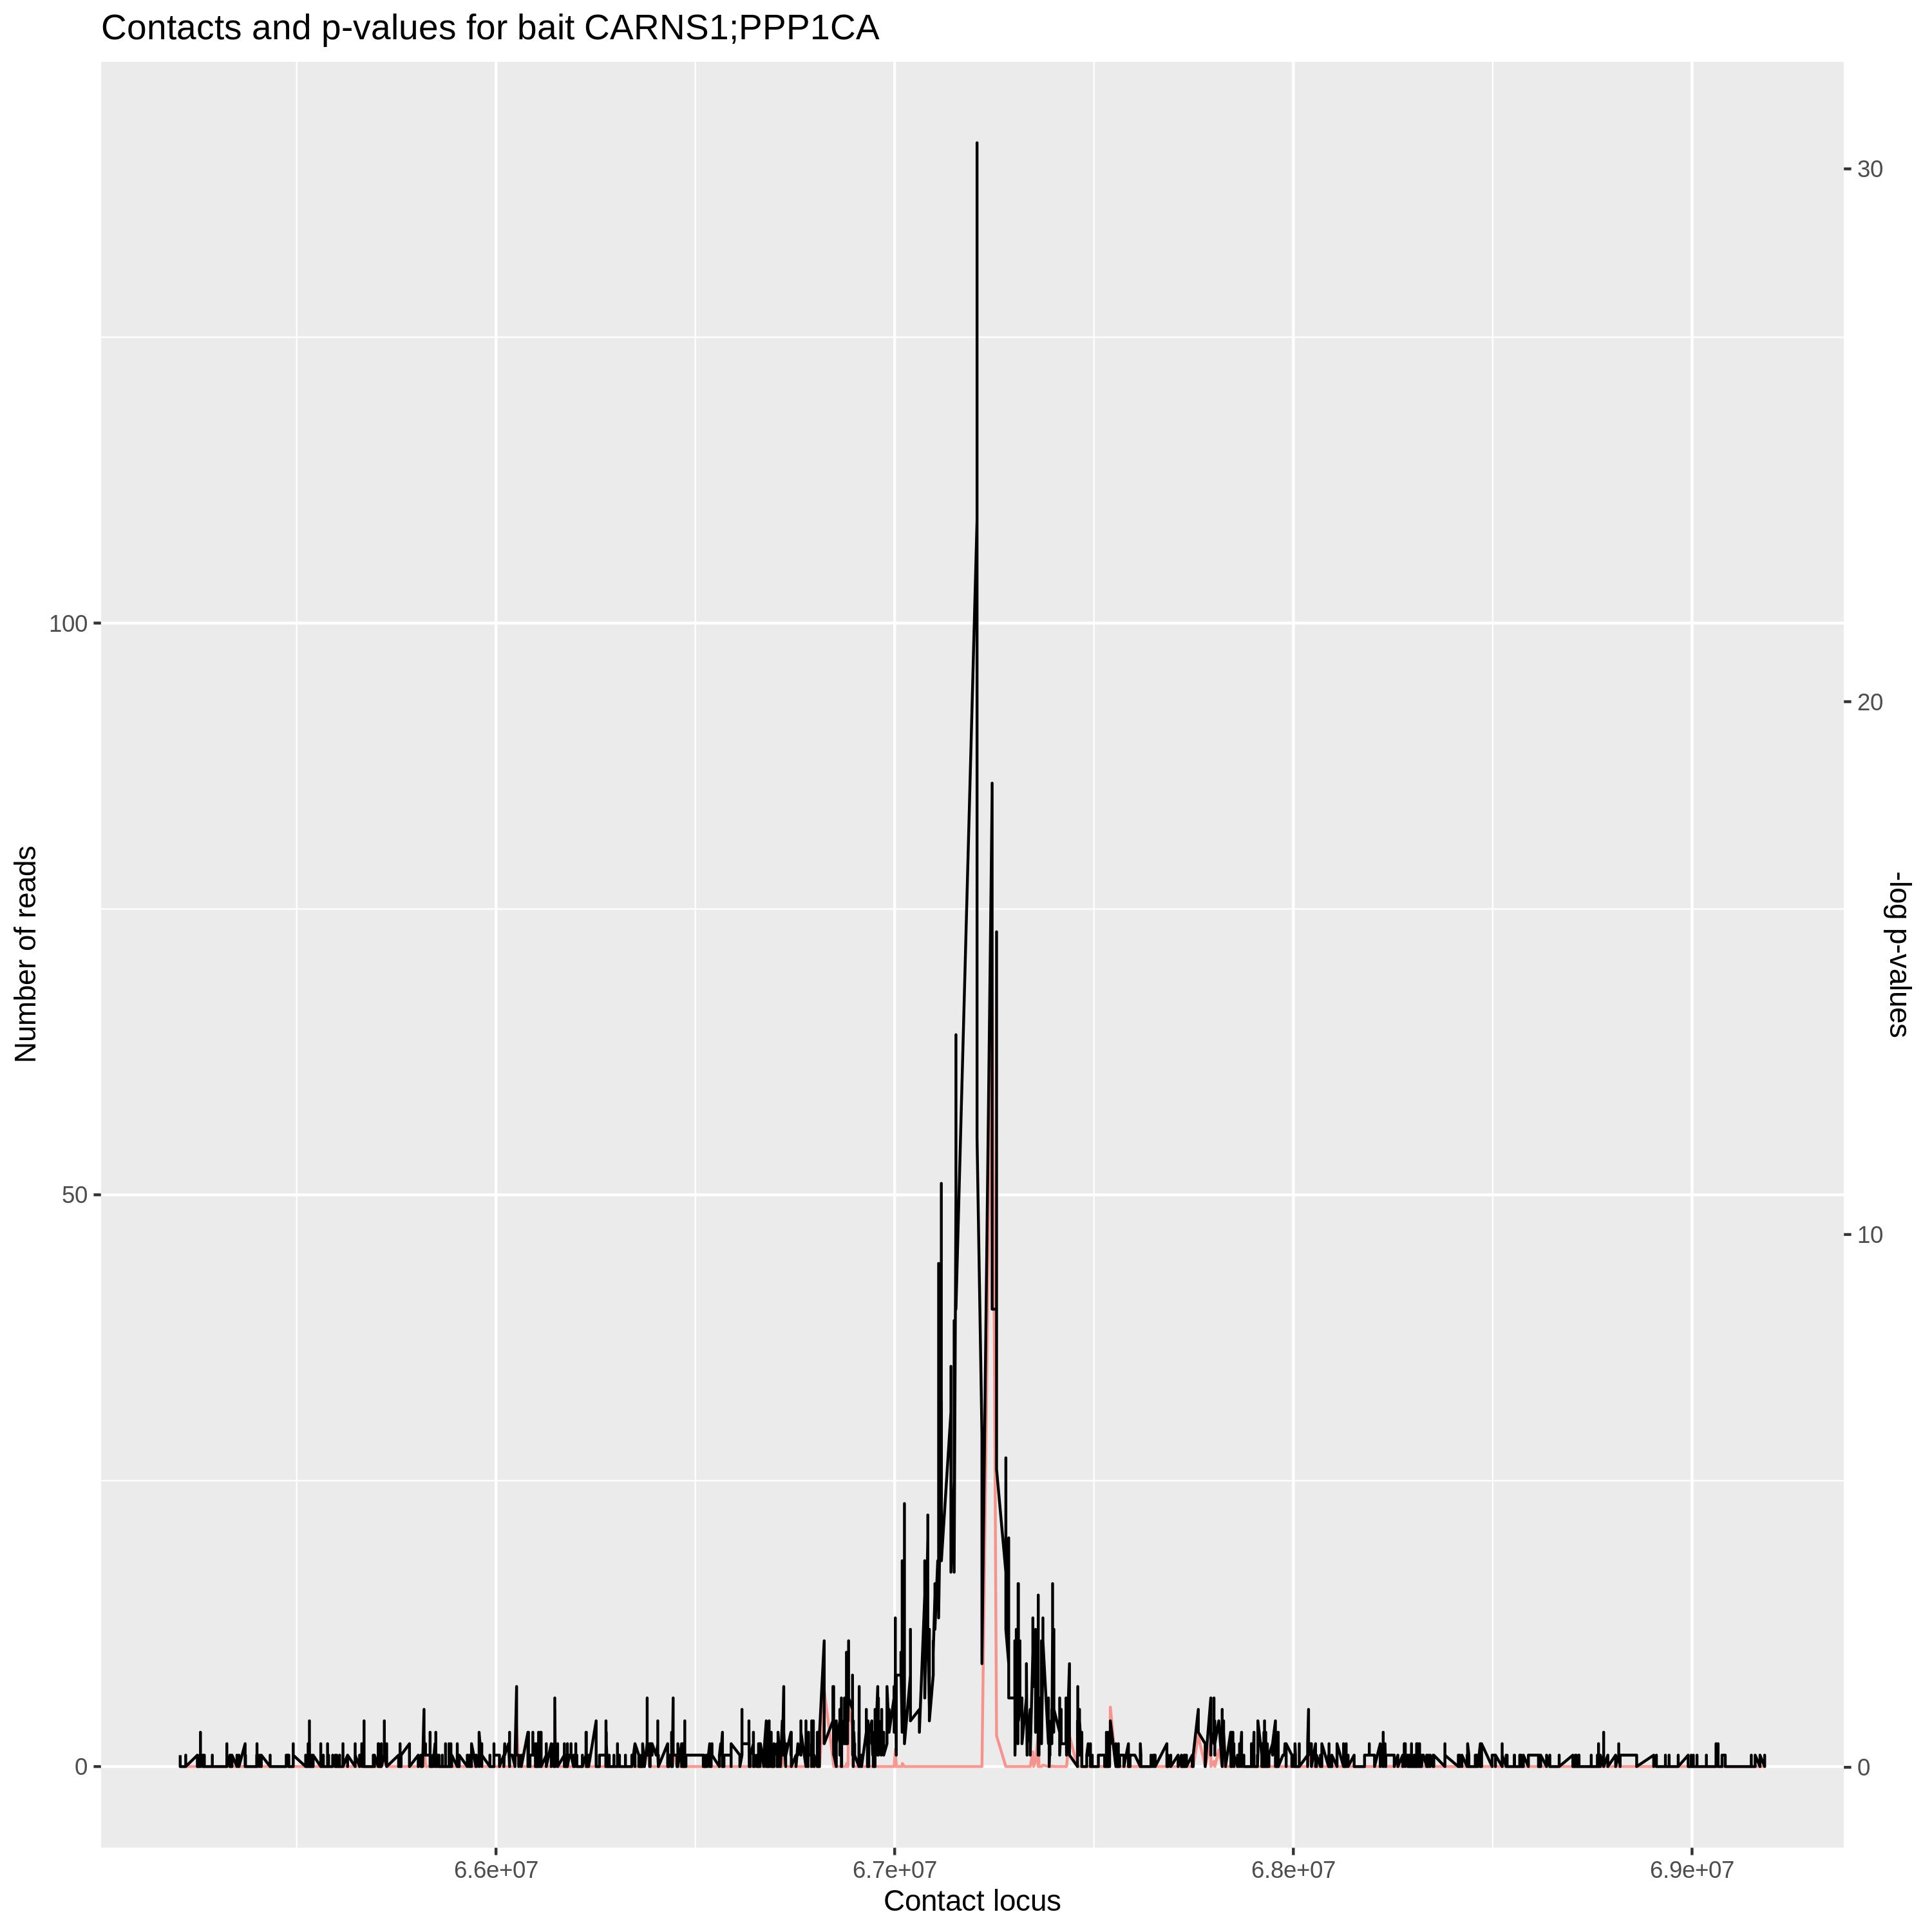 Contacts and p-values for bait CARNS1;PPP1CA
Number of reads
100
50
0
30
20
10
0
-log p-values
6.6e+07
6.7e+07
6.8e+07
6.9e+07
Contact locus